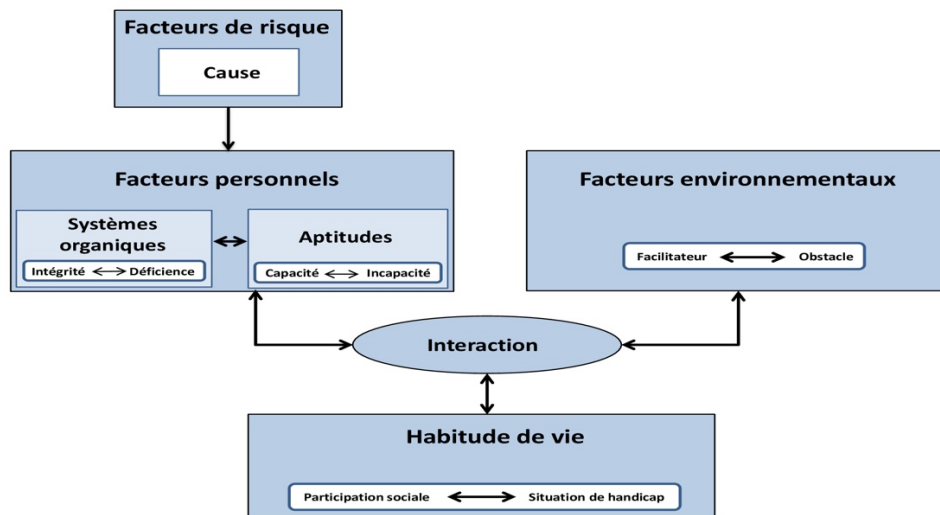 Facteurs de risque
Cause
Facteurs personnels
Systèmes
organiques
Intégrité Déficience
Aptitudes
Capacité Incapacité
Facteurs environnementaux
Facilitateur Obstacle
Interaction
Habitude de vie
Participation sociale Situation de handicap